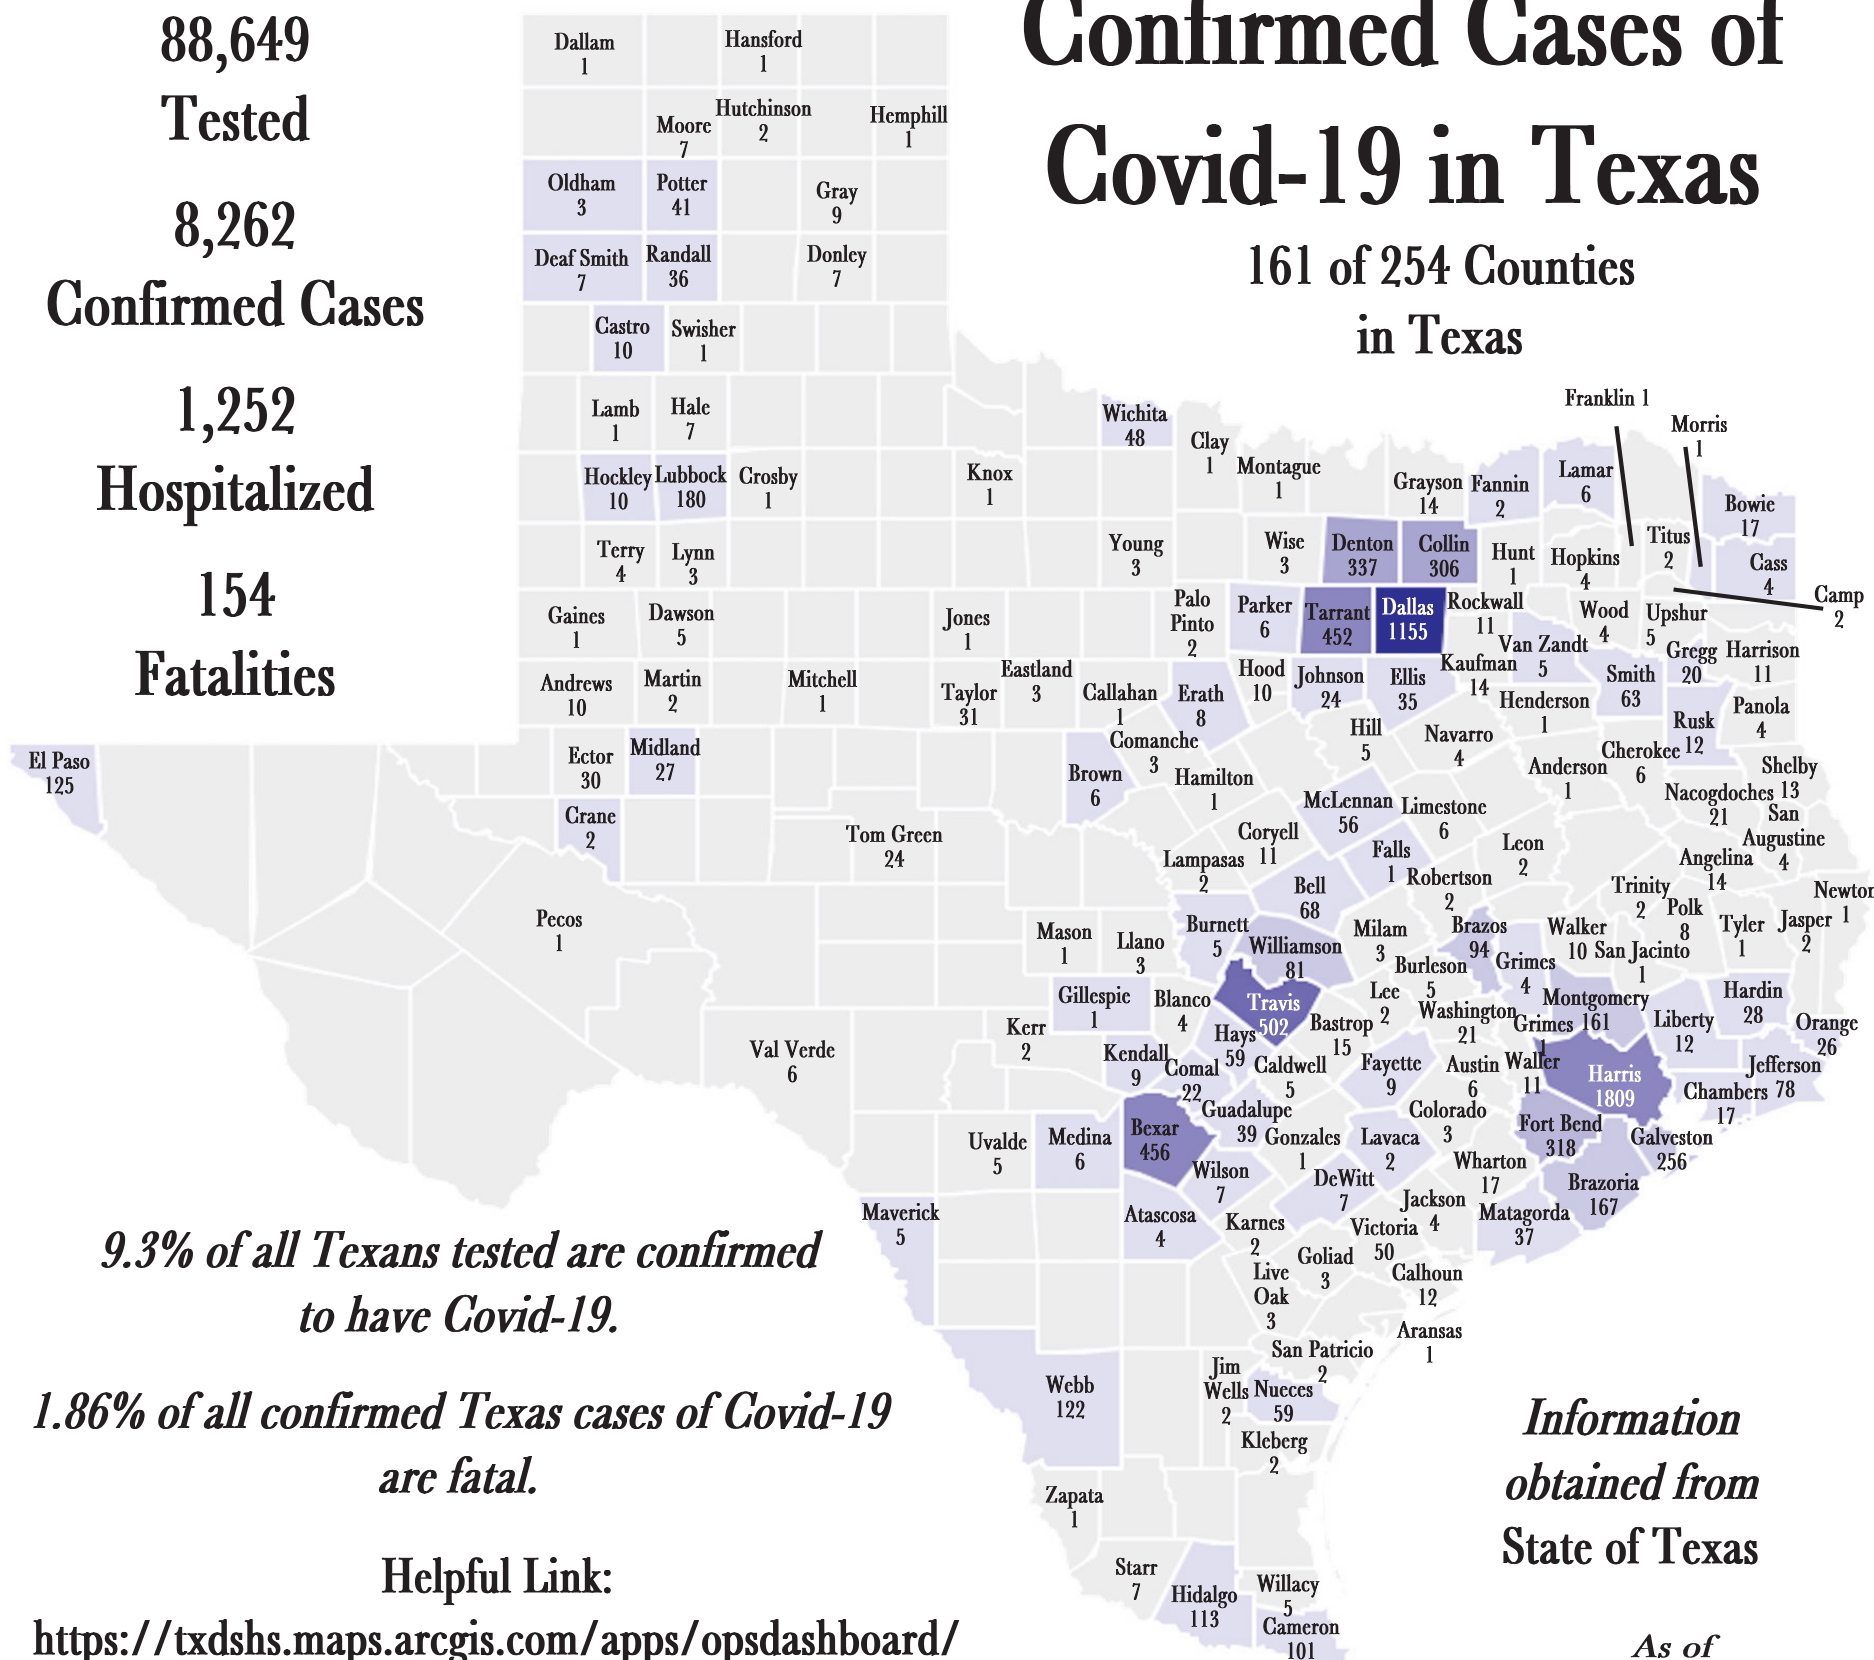 88,649
Tested
8,262
Confirmed Cases
1,252
Hospitalized
154
Fatalities
Confirmed Cases of
Covid-19 in Texas
161 of 254 Counties
in Texas
Dallam
1
Hansford
1
Moore
7
Hutchinson
2
Hemphill
1
Oldham
3
Potter
41
Gray
9
Deaf Smith
7
Randall
36
Donley
7
Castro
10
Swisher
1
Lamb
1
Hale
7
Wichita
48
Clay
1
Montague
1
Franklin 1
Morris
1
Hockley
10
Lubbock
180
Crosby
1
Knox
1
Grayson
14
Fannin
2
Lamar
6
Bowie
17
Terry
4
Lynn
3
Young
3
Wise
3
Denton
337
Collin
306
Hunt
1
Hopkins
4
Titus
2
Cass
4
Camp
2
Gaines
1
Dawson
5
Jones
1
Palo
Pinto
2
Parker
6
Tarrant
452
Dallas
1155
Rockwall
11
Wood
4
Upshur
5
Van Zandt
5
Gregg
20
Harrison
11
Andrews
10
Martin
2
Mitchell
1
Taylor
31
Eastland
3
Callahan
1
Erath
8
Hood
10
Johnson
24
Ellis
35
Kaufman
14
Henderson
1
Smith
63
Rusk
12
Panola
4
El Paso
125
Ector
30
Midland
27
Comanche
3
Brown
6
Hamilton
1
Hill
5
Navarro
4
Anderson
1
Cherokee
6
Shelby
13
Nacogdoches
21
San
Augustine
4
Crane
2
Tom Green
24
McLennan
56
Limestone
6
Coryell
11
Lampasas
2
Falls
1
Leon
2
Angelina
14
Bell
68
Robertson
2
Trinity
2
Polk
8
Newton
1
Pecos
1
Mason
1
Llano
3
Burnett
5
Williamson
81
Milam
3
Brazos
94
Walker
10
San Jacinto
1
Tyler
1
Jasper
2
Burleson
5
Grimes
4
Gillespie
1
Blanco
4
Travis
502
Lee
2
Washington
21
Montgomery
161
Grimes
1
Liberty
12
Hardin
28
Orange
26
Val Verde
6
Kerr
2
Kendall
9
Hays
59
Comal
22
Bastrop
15
Caldwell
5
Fayette
9
Austin
6
Waller
11
Harris
1809
Jefferson
78
Chambers
17
Uvalde
5
Medina
6
Bexar
456
Guadalupe
39
Gonzales
1
Lavaca
2
Colorado
3
Fort Bend
318
Galveston
256
Wilson
7
DeWitt
7
Wharton
17
Brazoria
167
Maverick
5
Atascosa
4
Karnes
2
Jackson
4
Victoria
50
Matagorda
37
Goliad
3
Live
Oak
3
Calhoun
12
Aransas
1
San Patricio
2
Webb
122
Jim
Wells
2
Nueces
59
Kleberg
2
Zapata
1
Starr
7
Hidalgo
113
Willacy
5
Cameron
101
9.3% of all Texans tested are confirmed
to have Covid-19.
1.86% of all confirmed Texas cases of Covid-19
are fatal.
Helpful Link:
https://txdshs.maps.arcgis.com/apps/opsdashboard/
Information
obtained from
State of Texas
As of